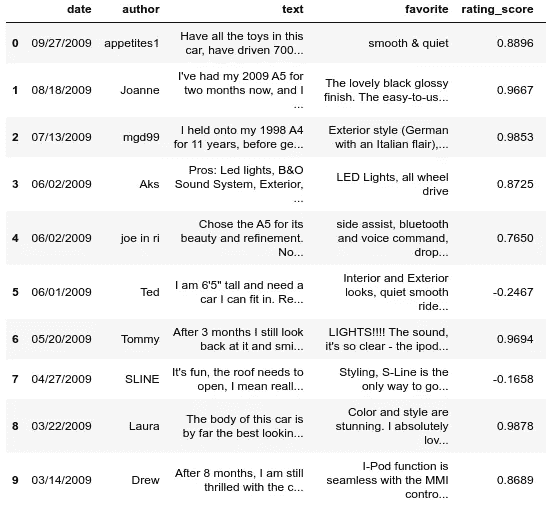 date author text favorite rating_score
0 09/27/2009 appetites1 Have all the toys in this car, have driven 700... smooth & quiet 0.8896
1 08/18/2009 Joanne I've had my 2009 A5 for two months now, and I ... The lovely black glossy finish. The easy-to-us... 0.9667
2 07/13/2009 mgd99 I held onto my 1998 A4 for 11 years, before ge... Exterior style (German with an Italian flair),... 0.9853
3 06/02/2009 Aks Pros: Led lights, B&O Sound System, Exterior, ... LED Lights, all wheel drive 0.8725
4 06/02/2009 joe in ri Chose the A5 for its beauty and refinement. No... side assist, bluetooth and voice command, drop... 0.7650
5 06/01/2009 Ted I am 6'5" tall and need a car I can fit in. Re... Interior and Exterior looks, quiet smooth ride... -0.2467
6 05/20/2009 Tommy After 3 months I still look back at it and smi... LIGHTS!!!! The sound, it's so clear - the ipod... 0.9694
7 04/27/2009 SLINE It's fun, the roof needs to open, I mean reall... Styling, S-Line is the only way to go... -0.1658
8 03/22/2009 Laura The body of this car is by far the best lookin... Color and style are stunning. I absolutely lov... 0.9878
9 03/14/2009 Drew After 8 months, I am still thrilled with the c... I-Pod function is seamless with the MMI contro... 0.8689